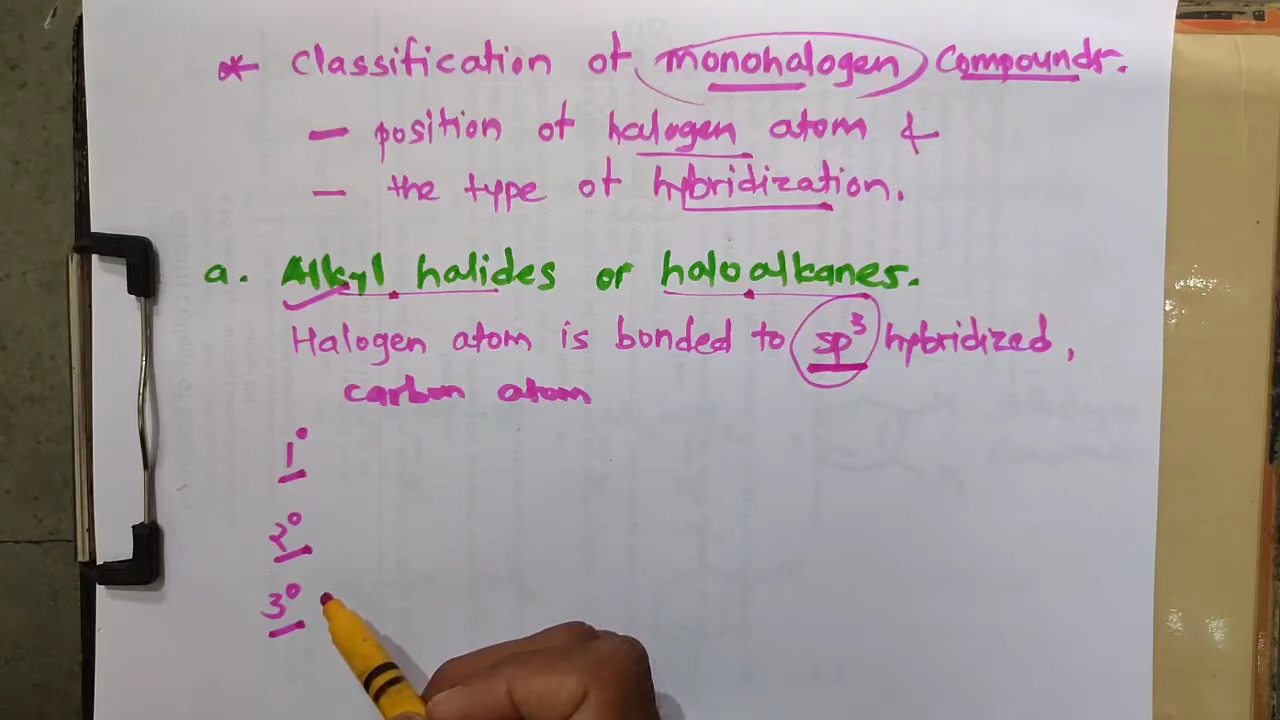 * Classification of monohalogen Compounds.
— position of halogen atom &
— the type of hybridization.
a. Alkyl halides or haloalkanes.
Halogen atom is bonded to sp³ hybridized,
carbon atom
1°
2°
3°